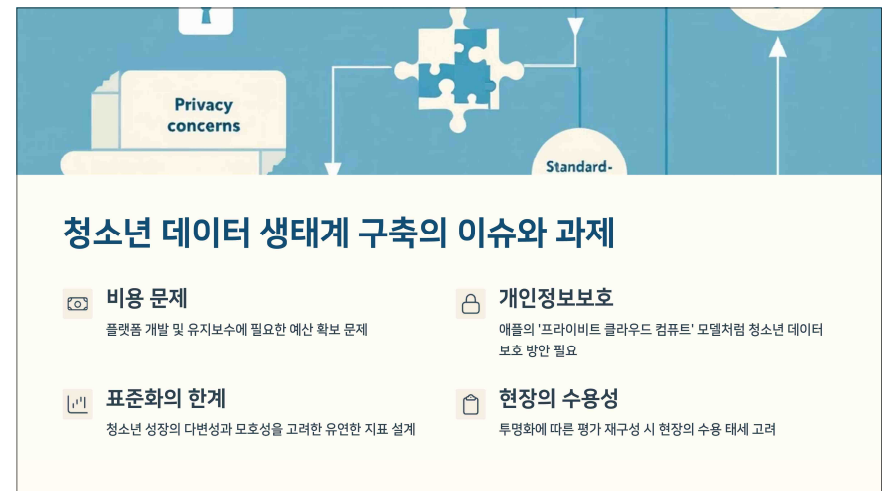 Privacy
concerns
Standard-
청소년 데이터 생태계 구축의 이슈와 과제
비용 문제
플랫폼 개발 및 유지보수에 필요한 예산 확보 문제
개인정보보호
애플의 '프라이비트 클라우드 컴퓨트' 모델처럼 청소년 데이터
보호 방안 필요
표준화의 한계
청소년 성장의 다변성과 모호성을 고려한 유연한 지표 설계
현장의 수용성
투명화에 따른 평가 재구성 시 현장의 수용 태세 고려